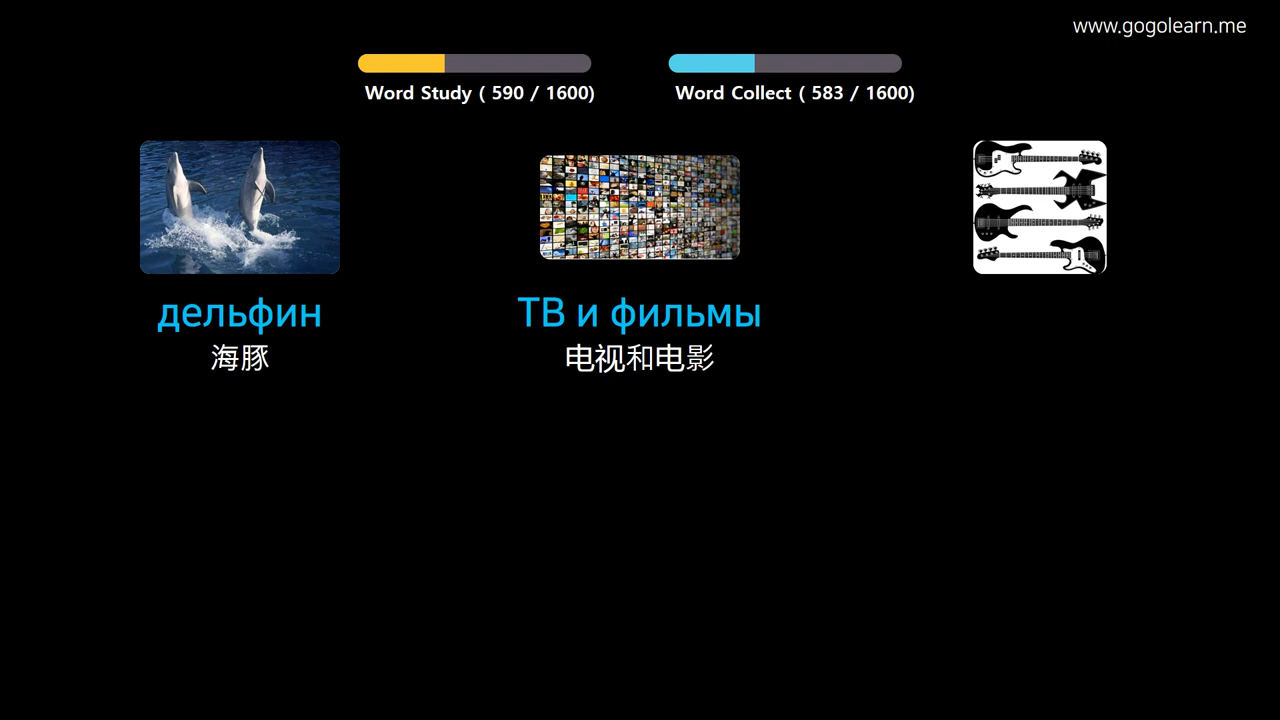 www.gogolearn.me
Word Study ( 590 / 1600)
Word Collect ( 583 / 1600)
дельфин
海豚
ТВ и фильмы
电视和电影